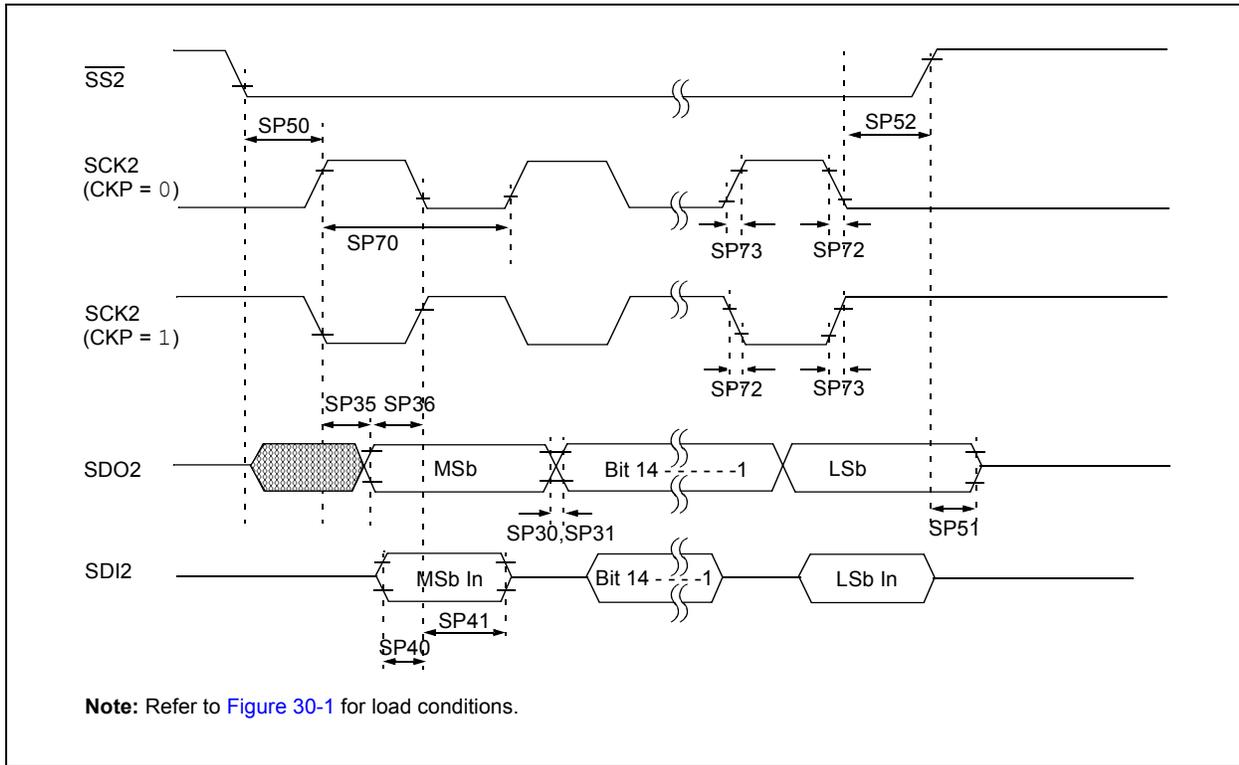 SS2
SP50
SP52
SCK2
(CKP = 0)
SP70
SP73
SP72
SCK2
(CKP = 1)
SP72
SP73
SP35
SP36
SDO2
MSb
Bit 14 - - - - - - -1
LSb
SP30,SP31
SP51
SDI2
MSb In
Bit 14 - - - -1
LSb In
SP41
SP40
Note: Refer to Figure 30-1 for load conditions.